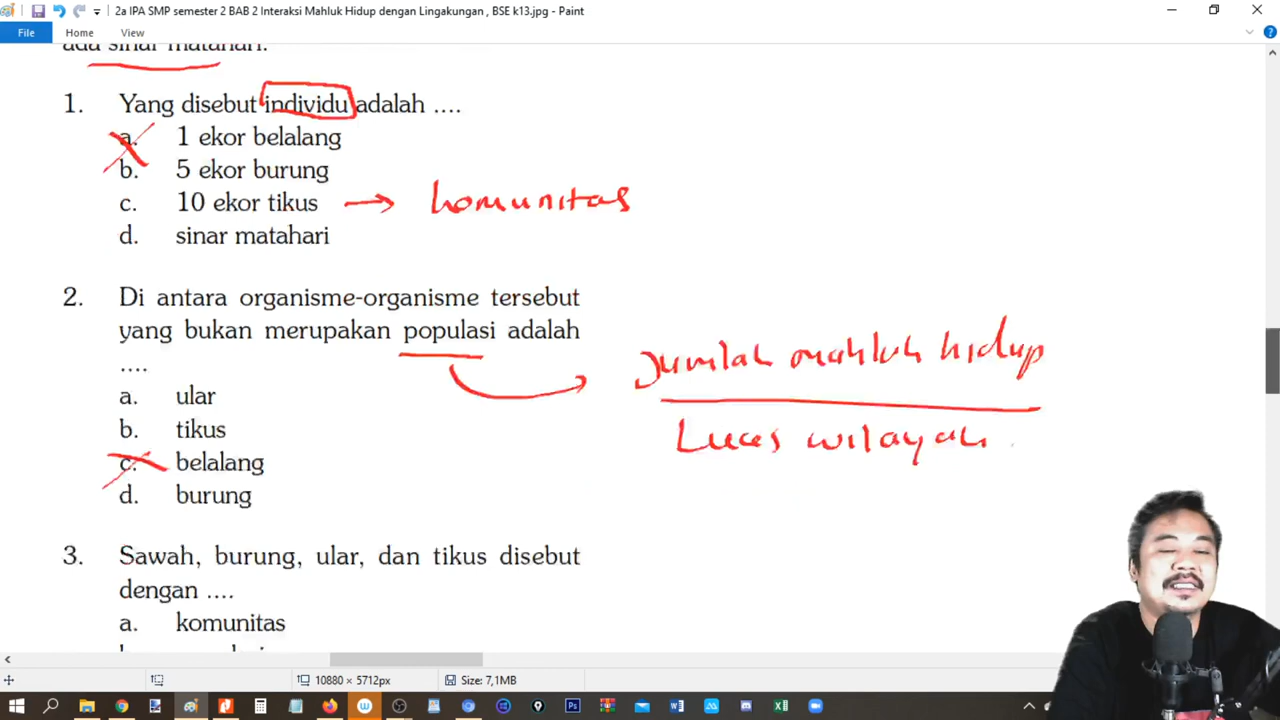 2a IPA SMP semester 2 BAB 2 Interaksi Mahluk Hidup dengan Lingakungan , BSE k13.jpg - Paint
File Home View
ada sinar matahari.
1. Yang disebut individu adalah ....
a. 1 ekor belalang
b. 5 ekor burung
c. 10 ekor tikus → komunitas
d. sinar matahari
2. Di antara organisme-organisme tersebut
yang bukan merupakan populasi adalah
....
Jumlah mahluk hidup
a. ular
b. tikus
Luas wilayah
c. belalang
d. burung
3. Sawah, burung, ular, dan tikus disebut
dengan ....
a. komunitas
10880 × 5712px
Size: 7,1MB